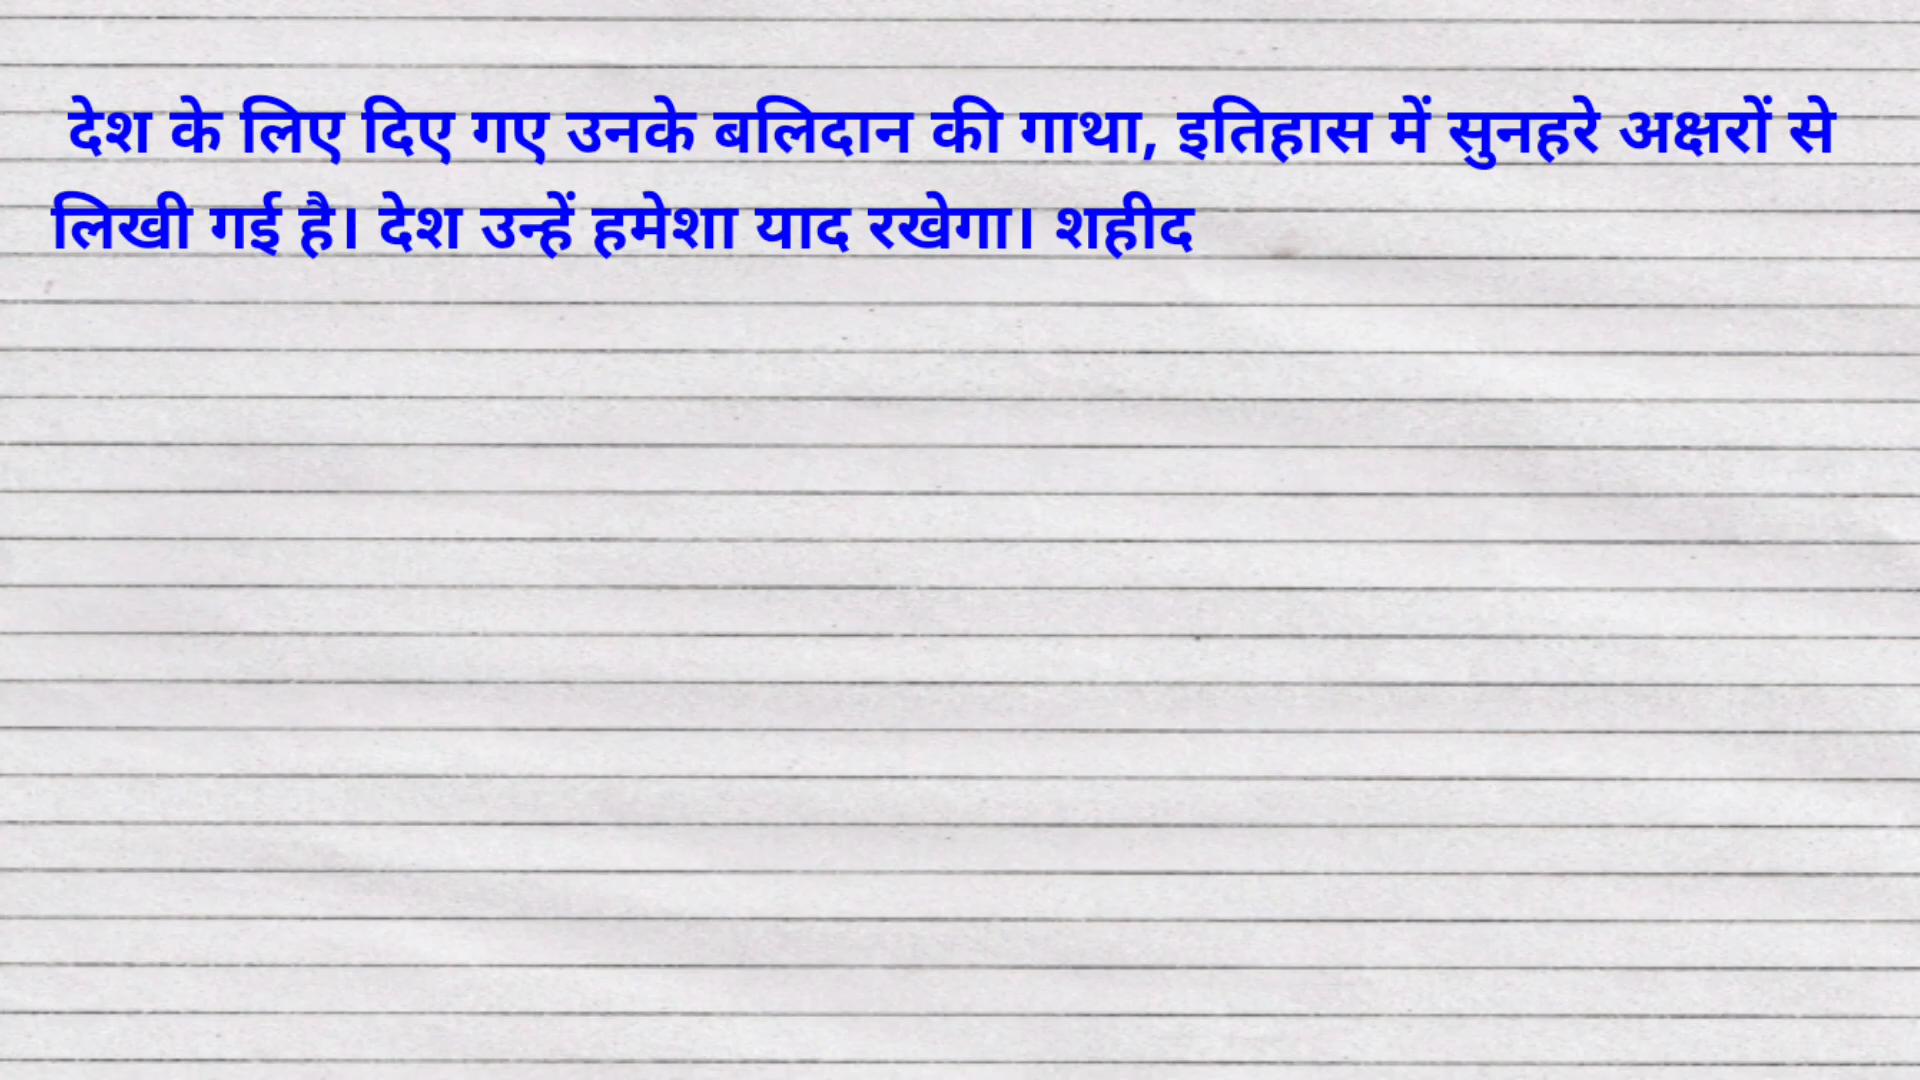 देश के लिए दिए गए उनके बलिदान की गाथा, इतिहास में सुनहरे अक्षरों से
लिखी गई है। देश उन्हें हमेशा याद रखेगा। शहीद